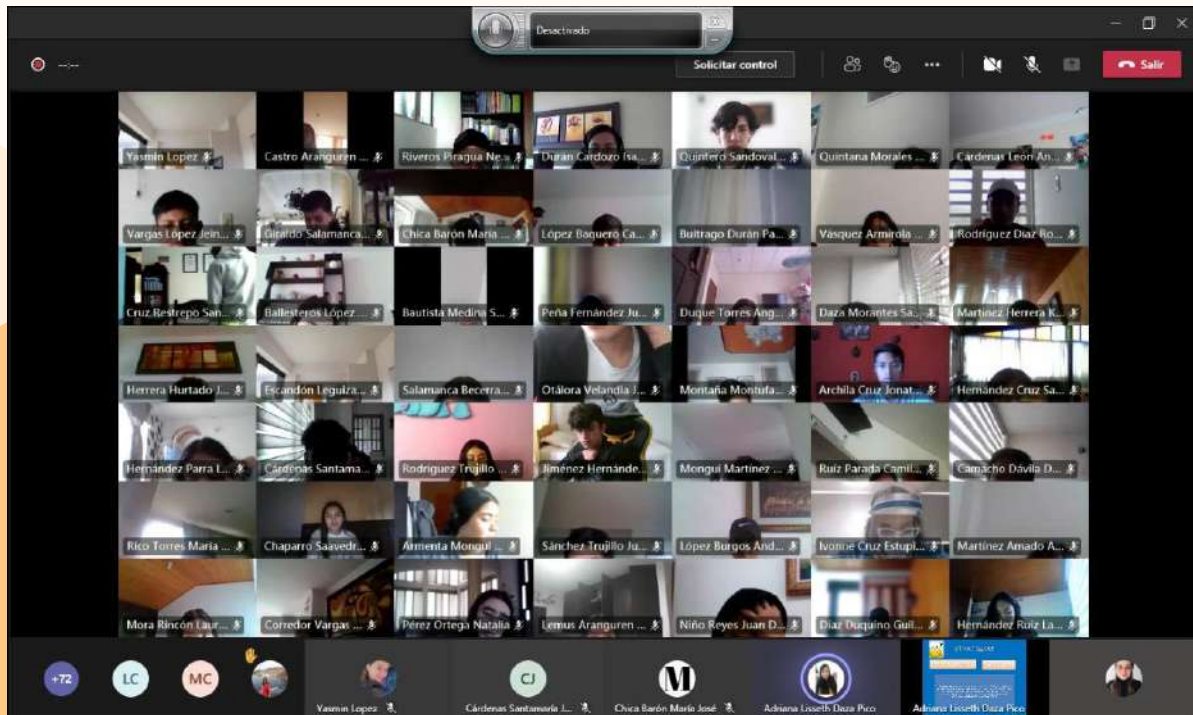 Desactivado
Solicitar control
Salir
Yasmin Lopez
Castro Aranguren ...
Riveros Piragua Ne...
Durán Cardozo Isa...
Quintero Sandoval...
Quintana Morales ...
Cárdenas León An...
Vargas López Jein...
Giraldo Salamanca...
Chica Barón María ...
López Baquero Ca...
Buitrago Durán Pa...
Vásquez Armirola ...
Rodríguez Díaz Ro...
Cruz Restrepo San...
Ballesteros López ...
Bautista Medina S...
Peña Fernández Ju...
Duque Torres Ang...
Daza Morantes Sa...
Martínez Herrera K...
Herrera Hurtado J...
Escandón Leguiza...
Salamanca Becerra...
Otálora Velandia J...
Montaña Montufa...
Archila Cruz Jonat...
Hernández Cruz Sa...
Hernández Parra L...
Cárdenas Santama...
Rodríguez Trujillo ...
Jiménez Hernánde...
Mongui Martínez ...
Ruiz Parada Camil...
Camacho Dávila D...
Rico Torres María ...
Chaparro Saavedr...
Armenta Mongui ...
Sánchez Trujillo Ju...
López Burgos And...
Ivonne Cruz Estupi...
Martínez Amado A...
Mora Rincón Laur...
Corredor Vargas ...
Pérez Ortega Natalia
Lemus Aranguren ...
Niño Reyes Juan D...
Díaz Duquino Guil...
Hernández Ruiz La...
+72
LC
MC
CJ
M
Yasmin Lopez
Cárdenas Santamaría J...
Chica Barón María José
Adriana Lisseth Daza Pico
Adriana Lisseth Daza Pico